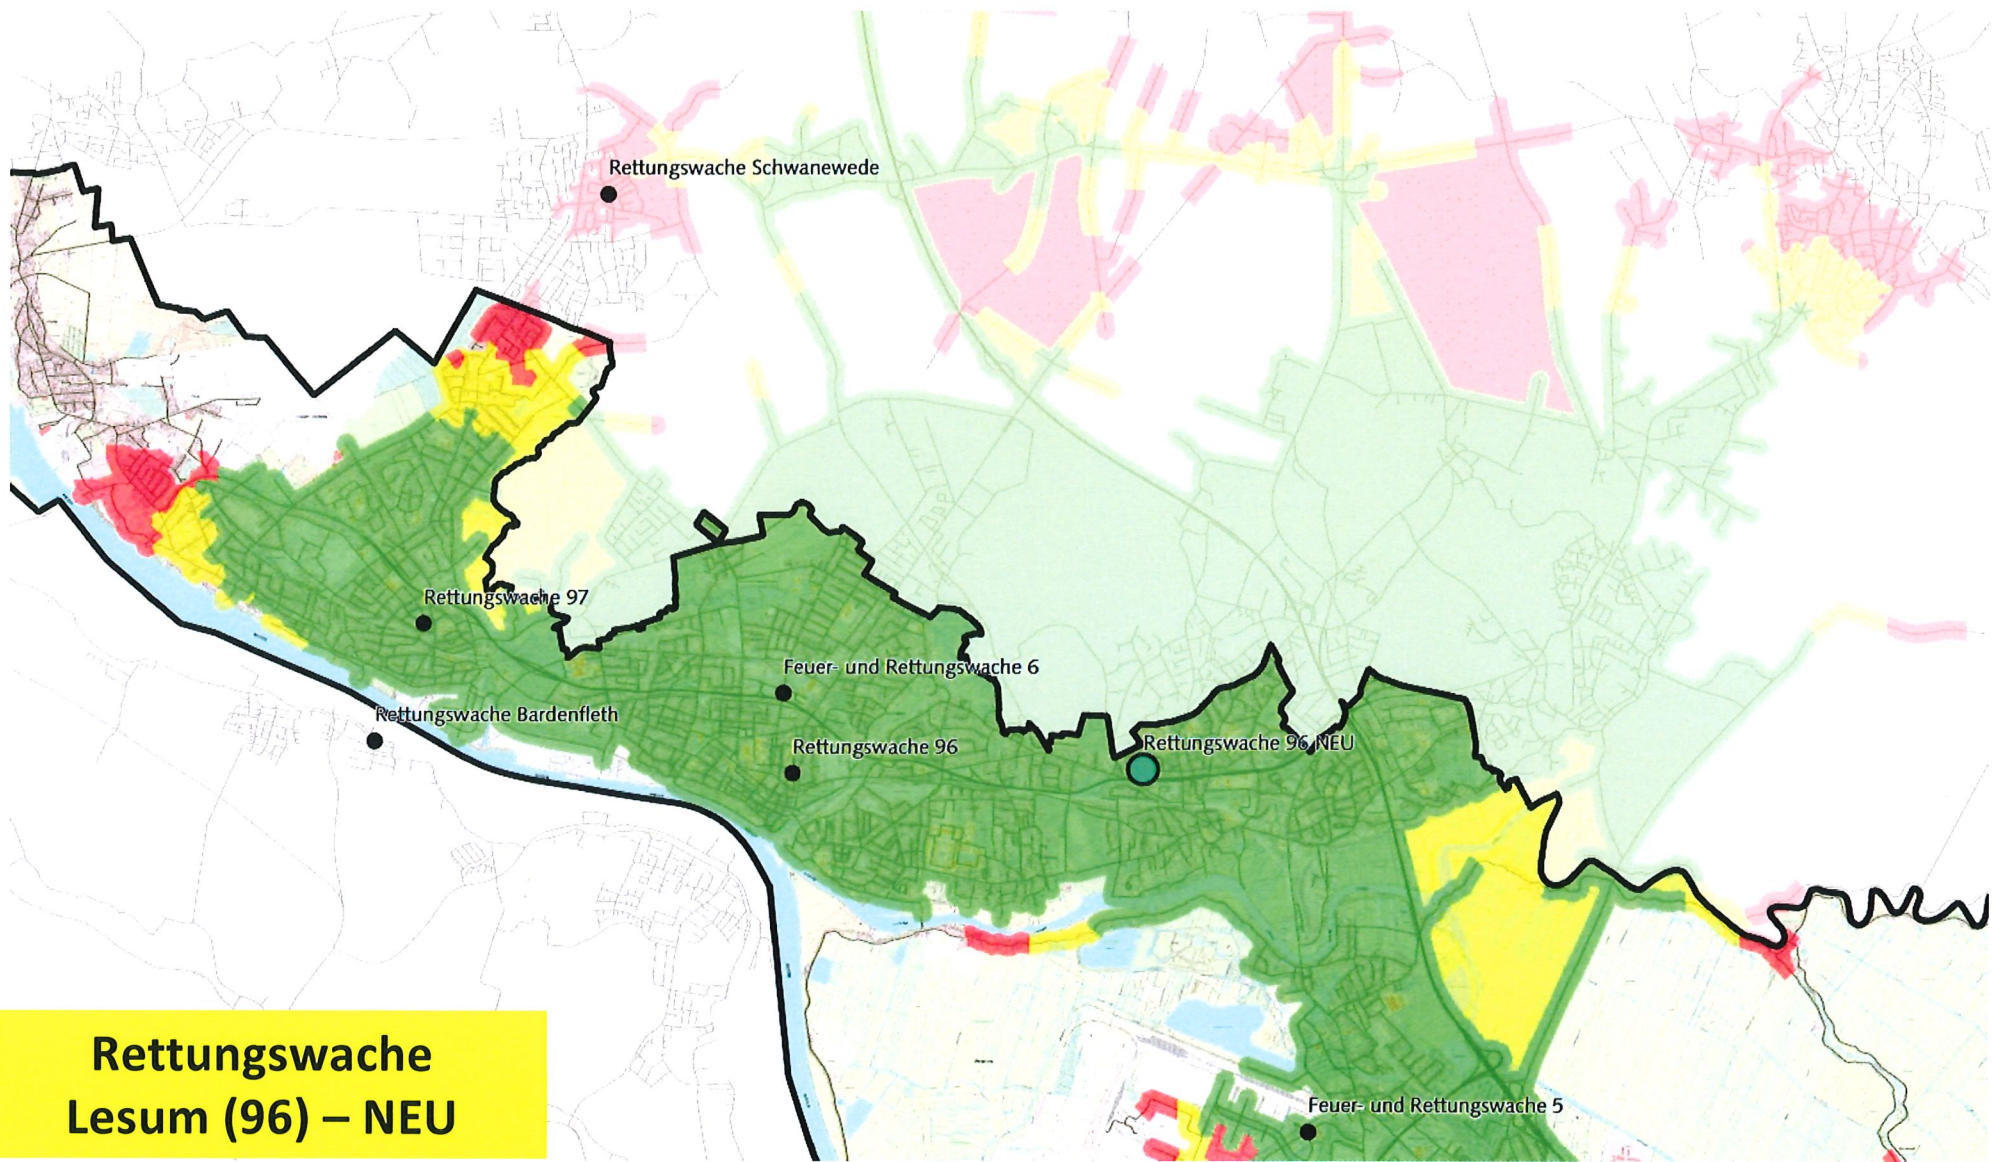 Rettungswache Schwanewede
Rettungswache 97
Feuer- und Rettungswache 6
Rettungswache Bardenfleth
Rettungswache 96
Rettungswache 96 NEU
Feuer- und Rettungswache 5
Rettungswache
Lesum (96) – NEU